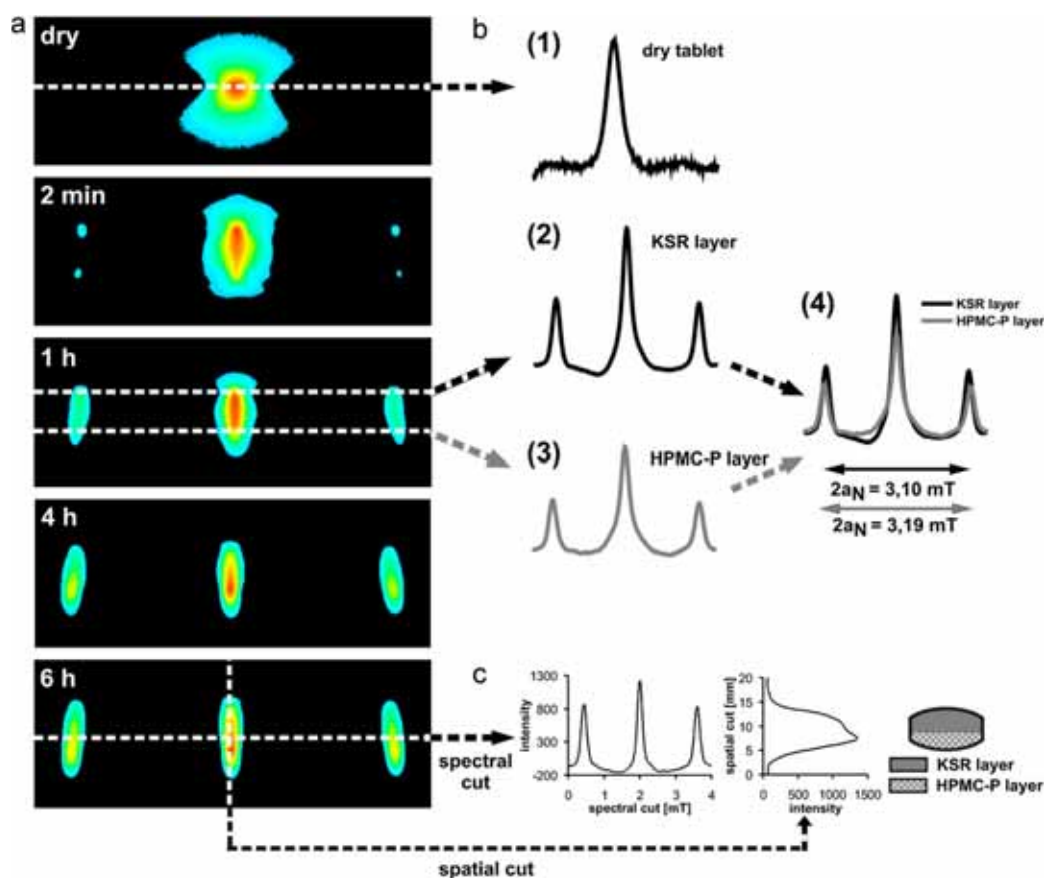 a
dry
2 min
1 h
4 h
6 h
b
(1)
dry tablet
(2)
KSR layer
(3)
HPMC-P layer
(4)
KSR layer
HPMC-P layer
2aN = 3,10 mT
2aN = 3,19 mT
spectral
cut
spatial cut
c
intensity
1300
800
300
-200
0
1
2
3
4
spectral cut [mT]
spatial cut [mm]
20
15
10
5
0
0
500
1000
1500
intensity
KSR layer
HPMC-P layer